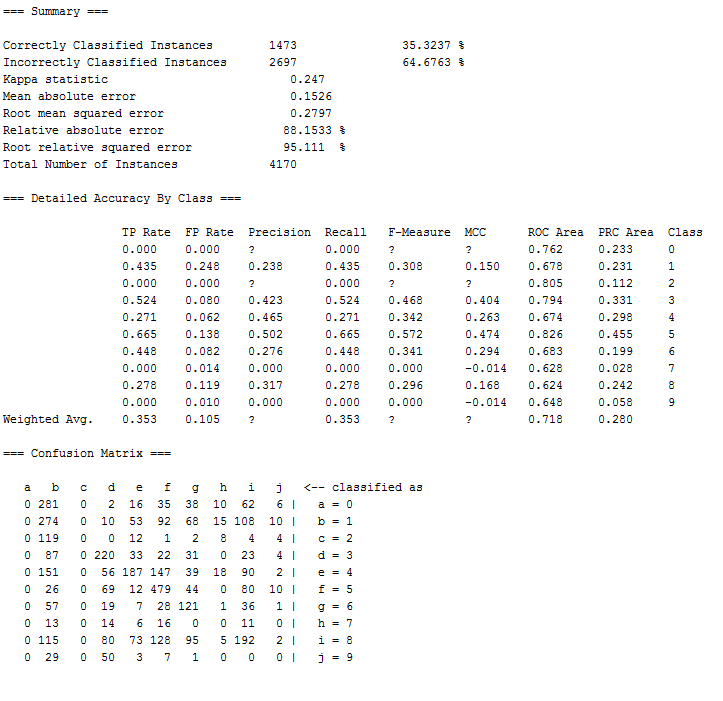 === Summary ===
Correctly Classified Instances 1473 35.3237 %
Incorrectly Classified Instances 2697 64.6763 %
Kappa statistic 0.247
Mean absolute error 0.1526
Root mean squared error 0.2797
Relative absolute error 88.1533 %
Root relative squared error 95.111 %
Total Number of Instances 4170
=== Detailed Accuracy By Class ===
TP Rate FP Rate Precision Recall F-Measure MCC ROC Area PRC Area Class
0.000 0.000 ? 0.000 ? ? 0.762 0.233 0
0.435 0.248 0.238 0.435 0.308 0.150 0.678 0.231 1
0.000 0.000 ? 0.000 ? ? 0.805 0.112 2
0.524 0.080 0.423 0.524 0.468 0.404 0.794 0.331 3
0.271 0.062 0.465 0.271 0.342 0.263 0.674 0.298 4
0.665 0.138 0.502 0.665 0.572 0.474 0.826 0.455 5
0.448 0.082 0.276 0.448 0.341 0.294 0.683 0.199 6
0.000 0.014 0.000 0.000 0.000 -0.014 0.628 0.028 7
0.278 0.119 0.317 0.278 0.296 0.168 0.624 0.242 8
0.000 0.010 0.000 0.000 0.000 -0.014 0.648 0.058 9
Weighted Avg. 0.353 0.105 ? 0.353 ? ? 0.718 0.280
=== Confusion Matrix ===
a b c d e f g h i j <-- classified as
0 281 0 2 16 35 38 10 62 6 | a = 0
0 274 0 10 53 92 68 15 108 10 | b = 1
0 119 0 0 12 1 2 8 4 4 | c = 2
0 87 0 220 33 22 31 0 23 4 | d = 3
0 151 0 56 187 147 39 18 90 2 | e = 4
0 26 0 69 12 479 44 0 80 10 | f = 5
0 57 0 19 7 28 121 1 36 1 | g = 6
0 13 0 14 6 16 0 0 11 0 | h = 7
0 115 0 80 73 128 95 5 192 2 | i = 8
0 29 0 50 3 7 1 0 0 0 | j = 9